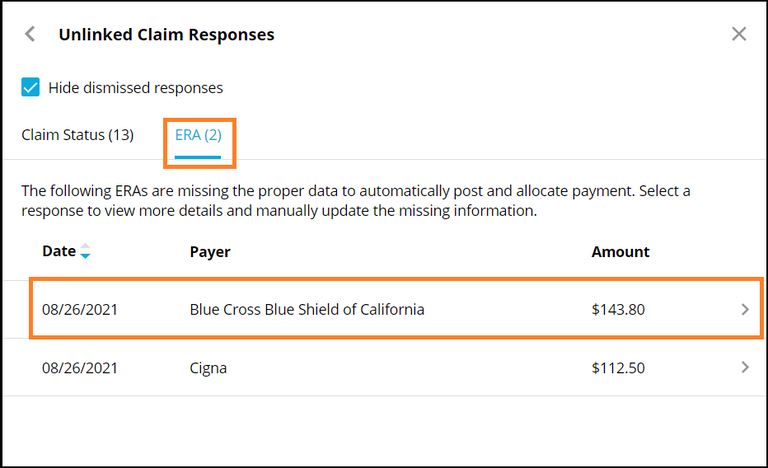 Unlinked Claim Responses
Hide dismissed responses
Claim Status (13) ERA (2)
The following ERAs are missing the proper data to automatically post and allocate payment. Select a
response to view more details and manually update the missing information.
Date Payer Amount
08/26/2021 Blue Cross Blue Shield of California $143.80
08/26/2021 Cigna $112.50